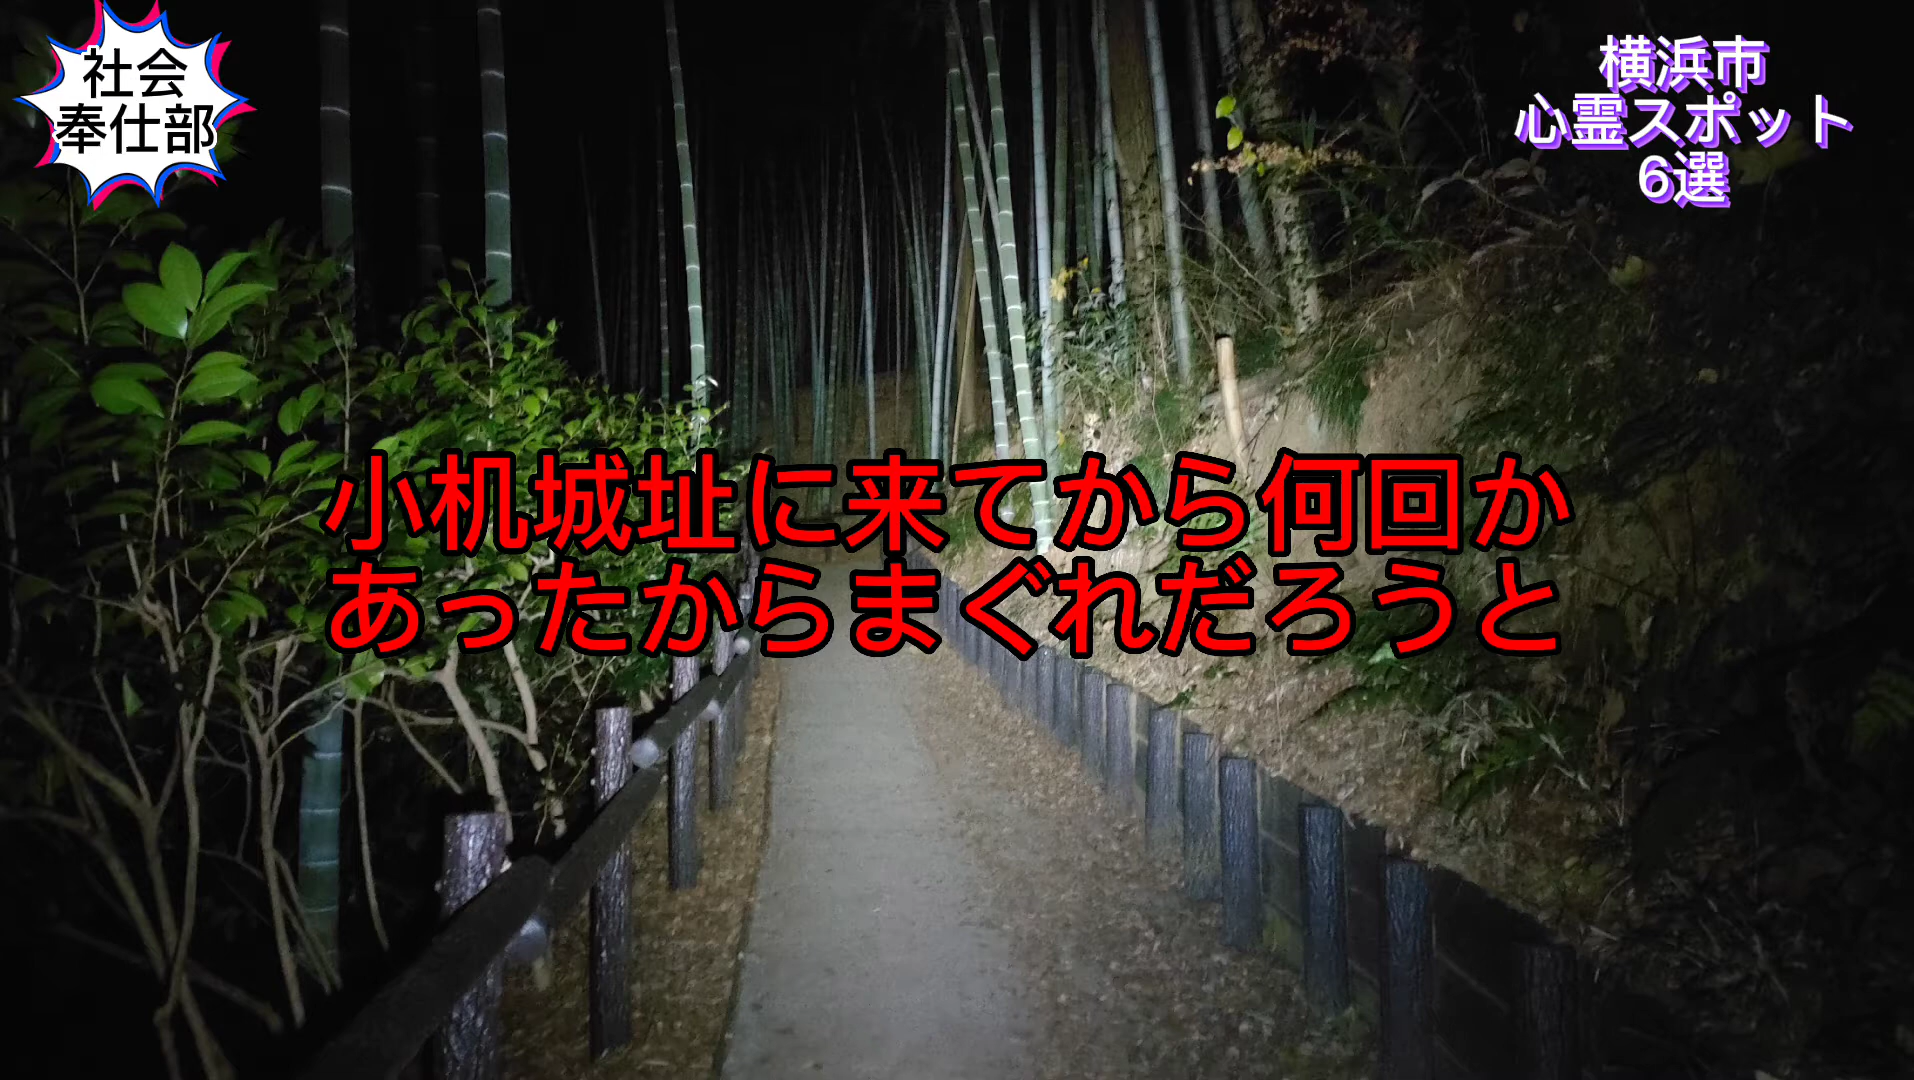 社会
奉仕部
横浜市
心霊スポット
6選
小机城址に来てから何回か
あったからまぐれだろうと